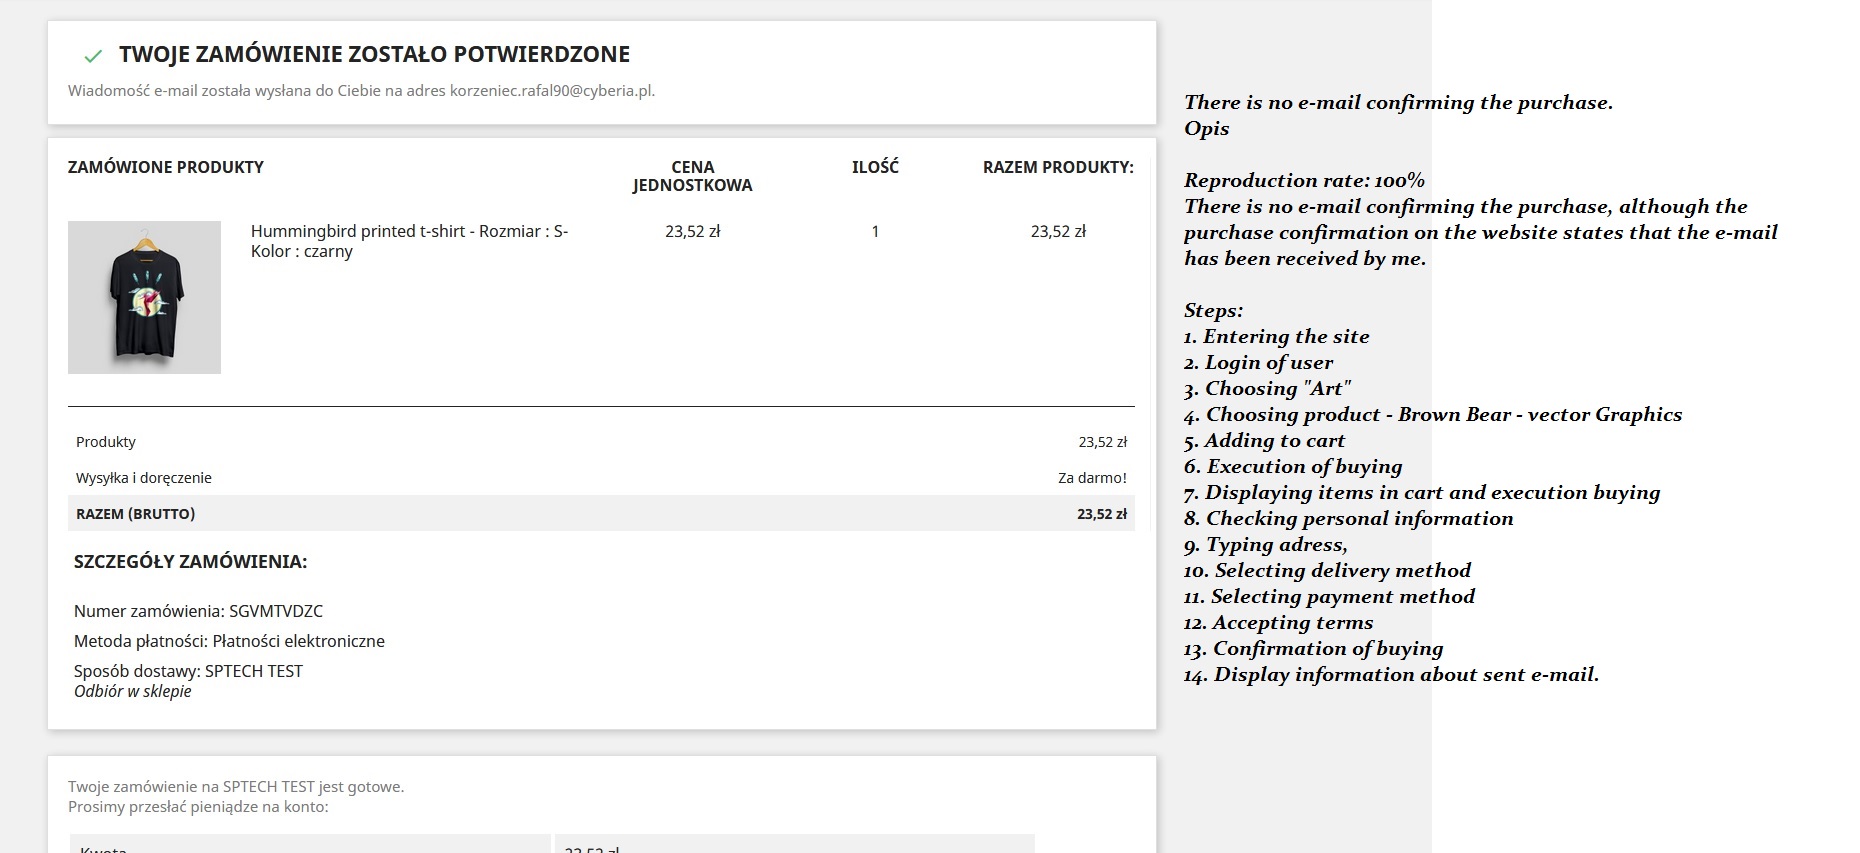 TWOJE ZAMÓWIENIE ZOSTAŁO POTWIERDZONE
Wiadomość e-mail została wysłana do Ciebie na adres korzeniec.rafal90@cyberia.pl.
ZAMÓWIONE PRODUKTY
CENA
JEDNOSTKOWA
ILOŚĆ
RAZEM PRODUKTY:
Hummingbird printed t-shirt - Rozmiar : S-
Kolor : czarny
23,52 zł
1
23,52 zł
Produkty 23,52 zł
Wysyłka i doręczenie Za darmo!
RAZEM (BRUTTO) 23,52 zł
SZCZEGÓŁY ZAMÓWIENIA:
Numer zamówienia: SGVMTVDZC
Metoda płatności: Płatności elektroniczne
Sposób dostawy: SPTECH TEST
Odbiór w sklepie
Twoje zamówienie na SPTECH TEST jest gotowe.
Prosimy przesłać pieniądze na konto:
Kwota 23,52 zł
There is no e-mail confirming the purchase.
Opis
Reproduction rate: 100%
There is no e-mail confirming the purchase, although the
purchase confirmation on the website states that the e-mail
has been received by me.
Steps:
1. Entering the site
2. Login of user
3. Choosing "Art"
4. Choosing product - Brown Bear - vector Graphics
5. Adding to cart
6. Execution of buying
7. Displaying items in cart and execution buying
8. Checking personal information
9. Typing adress,
10. Selecting delivery method
11. Selecting payment method
12. Accepting terms
13. Confirmation of buying
14. Display information about sent e-mail.